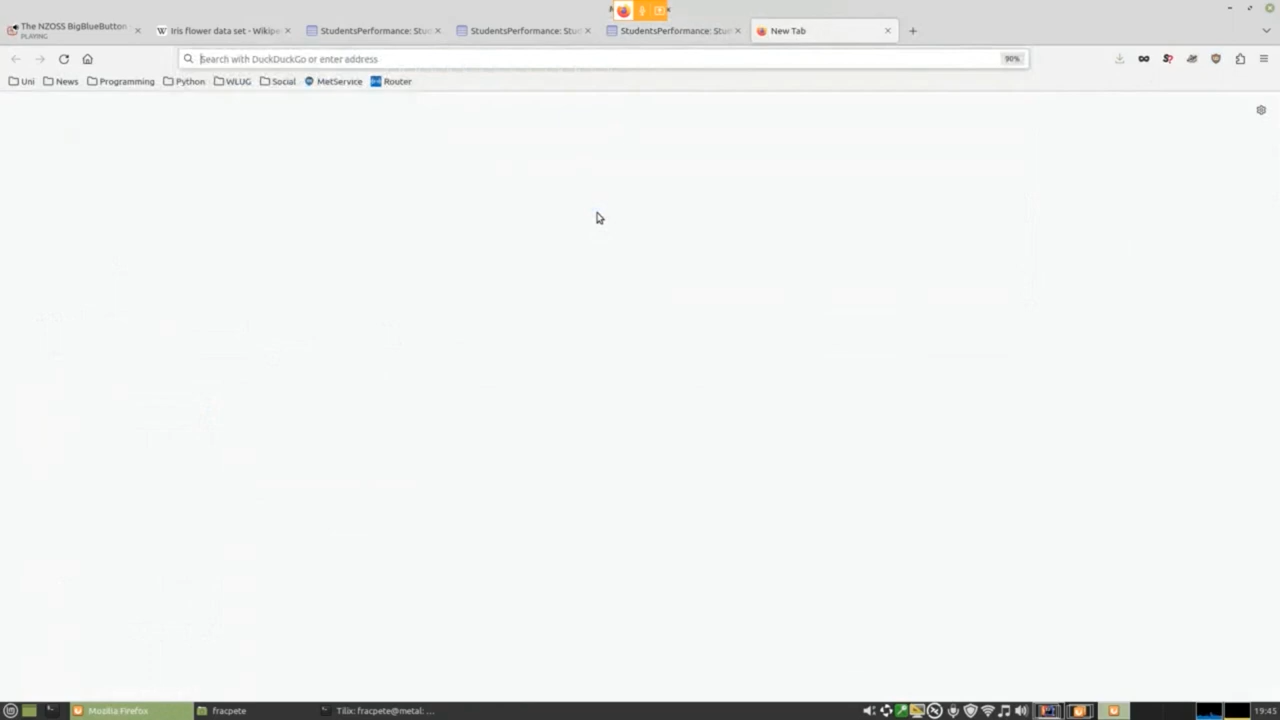 The NZOSS BigBlueButton
PLAYING
Iris flower data set - Wikipe
StudentsPerformance: Stu
StudentsPerformance: Stu
StudentsPerformance: Stu
New Tab
Search with DuckDuckGo or enter address
90%
Uni
News
Programming
Python
WLUG
Social
MetService
Router
Mozilla Firefox
fracpete
Tilix: fracpete@metal: ...
19:45